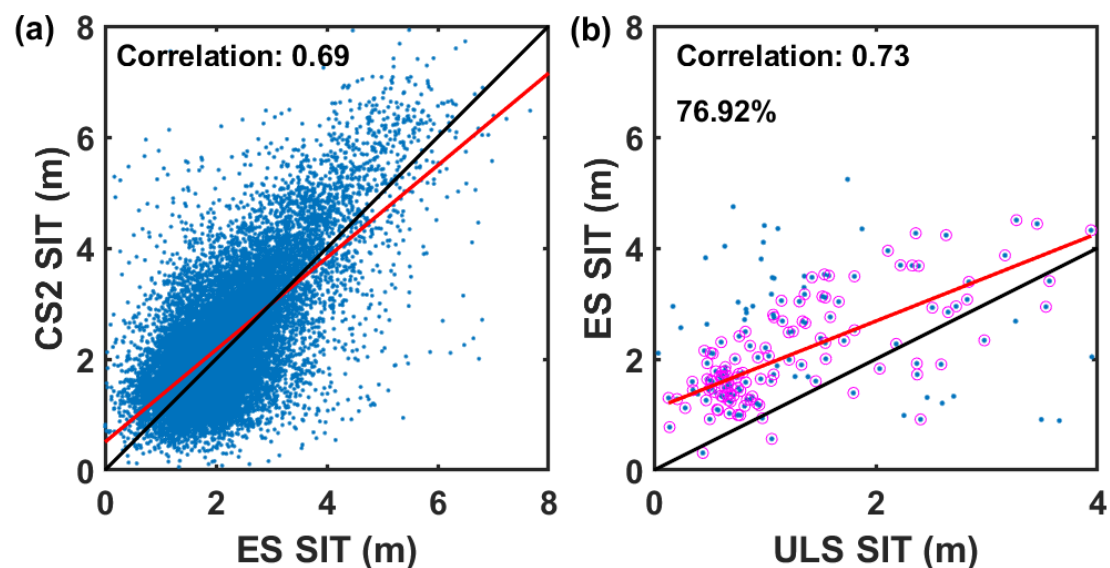 (a)
Correlation: 0.69
CS2 SIT (m)
8
6
4
2
0
0 2 4 6 8
ES SIT (m)
(b)
Correlation: 0.73
76.92%
ES SIT (m)
8
6
4
2
0
0 2 4
ULS SIT (m)